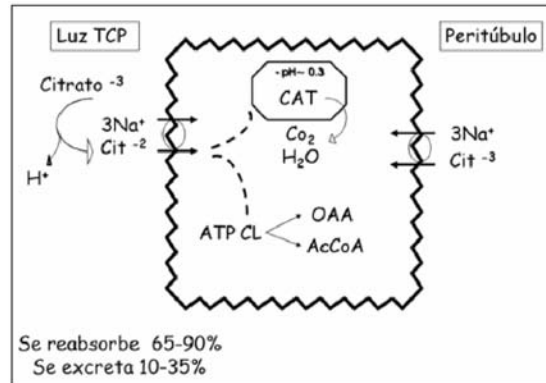 Luz TCP
Peritúbulo
Citrato -3
H+
3Na+
Cit -2
- pH~ 0.3
CAT
Co2
H2O
ATP CL
OAA
AcCoA
3Na+
Cit -3
Se reabsorbe 65-90%
Se excreta 10-35%